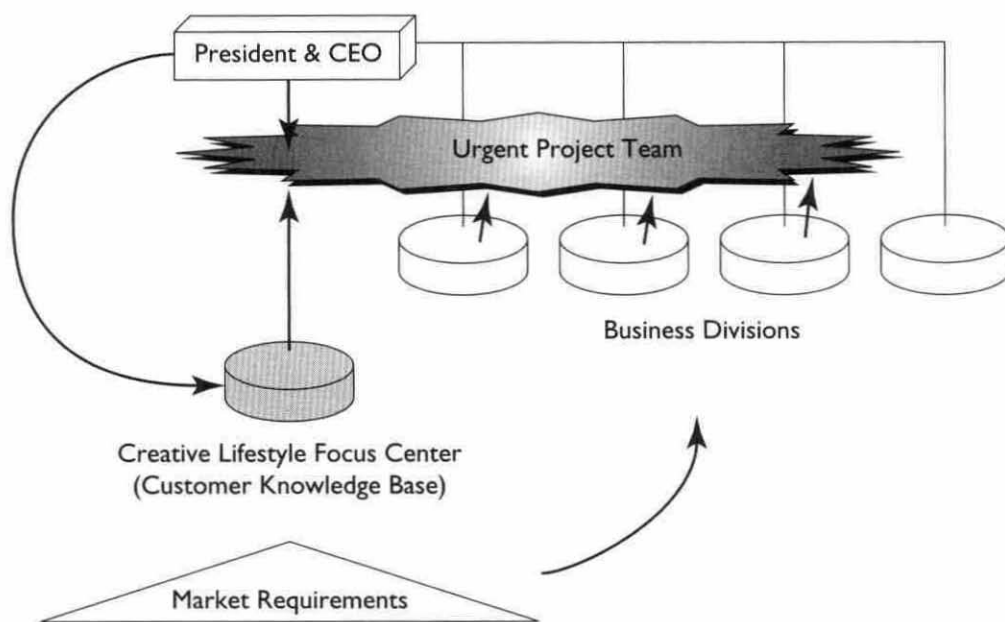 President & CEO
Urgent Project Team
Business Divisions
Creative Lifestyle Focus Center
(Customer Knowledge Base)
Market Requirements